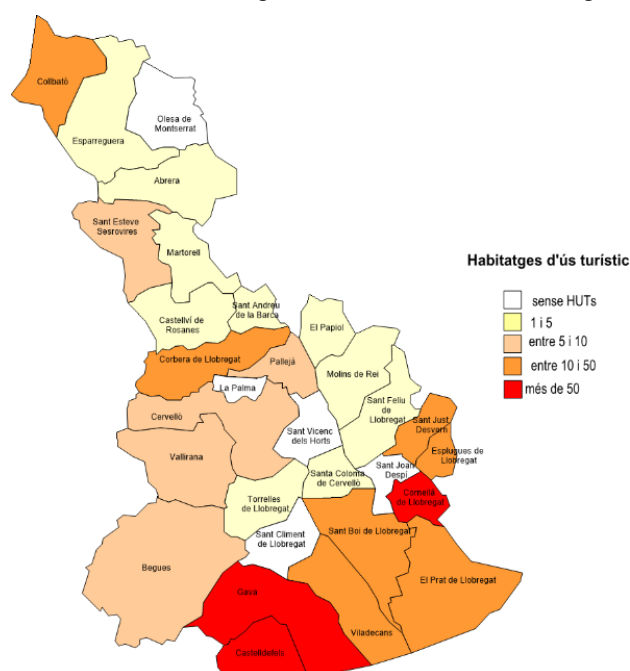 Collbató
Olesa de
Montserrat
Esparreguera
Abrera
Sant Esteve
Sesrovires
Martorell
Habitatges d'ús turístic
sense HUTs
1 i 5
entre 5 i 10
entre 10 i 50
més de 50
Sant Andreu
de la Barca
Castellví de
Rosanes
El Papiol
Corbera de Llobregat
Pallejà
Molins de Rei
La Palma
Sant Feliu
de
Llobregat
Cervelló
Sant Vicenc
dels Horts
Sant Just
Desvern
Esplugues de
Llobregat
Vallirana
Sant Joan
Despí
Santa Coloma
de Cervelló
Cornellà
de Llobregat
Torrelles
de Llobregat
Sant Climent
de Llobregat
Sant Boi de Llobregat
Begues
El Prat de Llobregat
Gava
Viladecans
Castelldefels